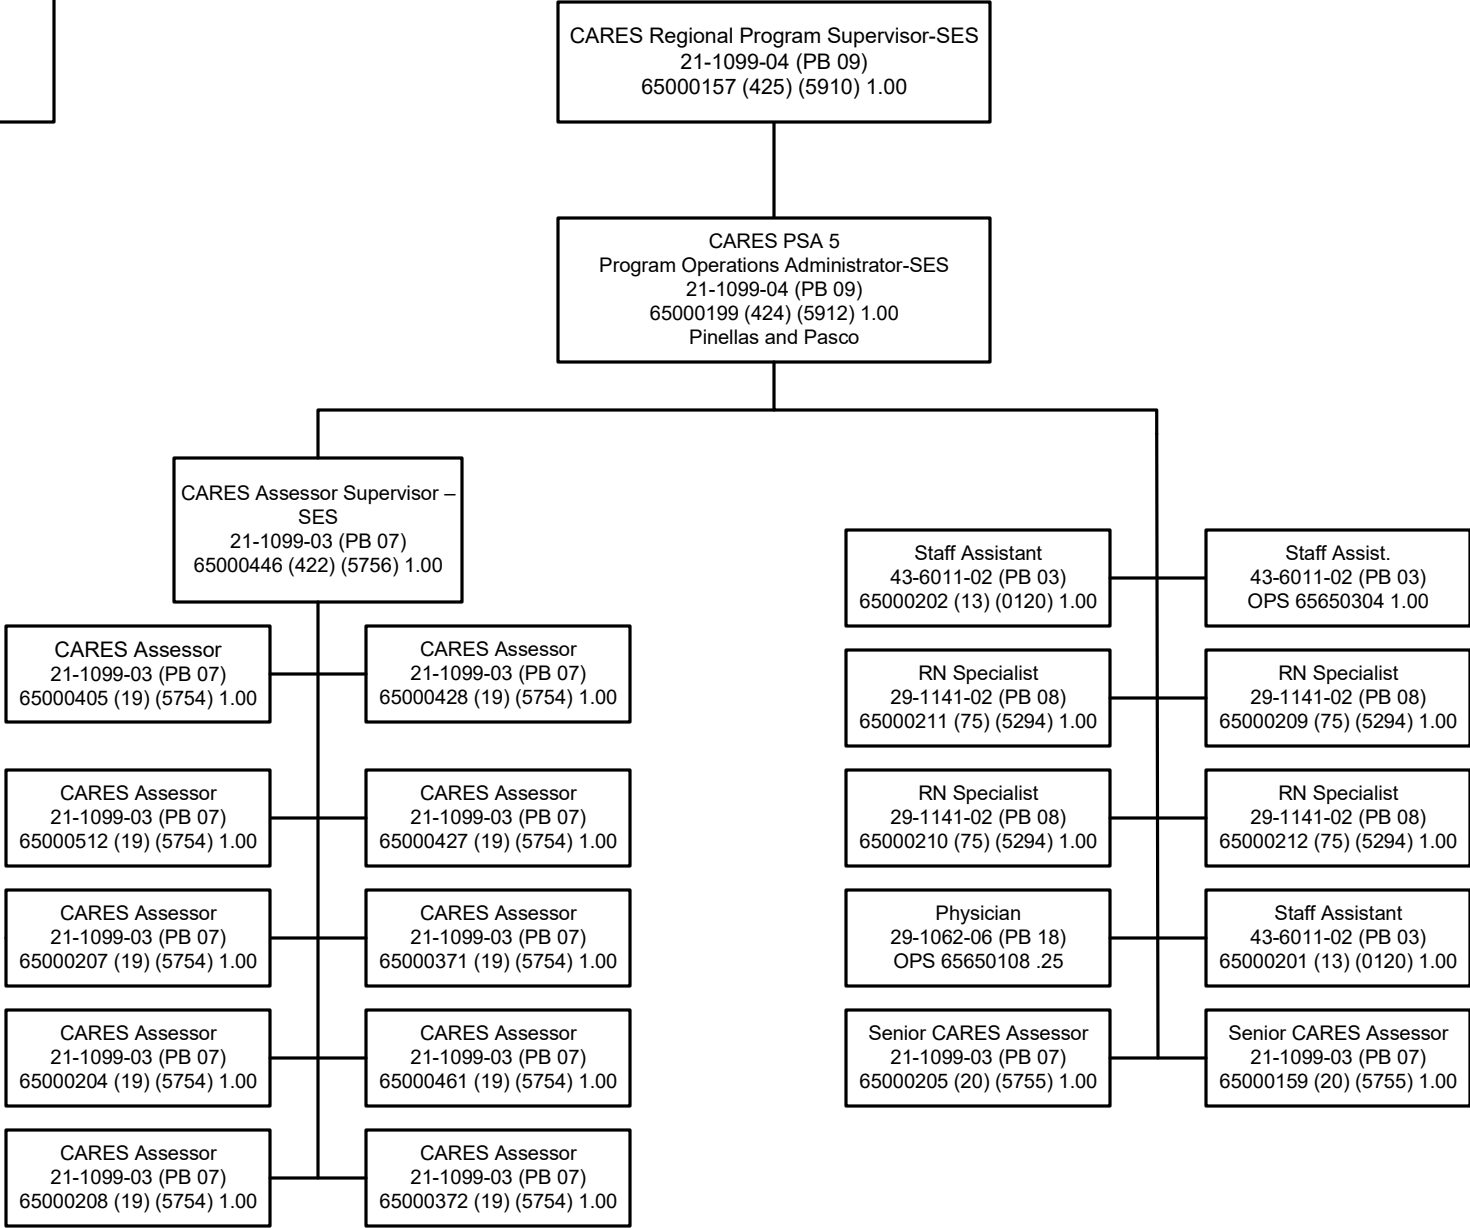 CARES Regional Program Supervisor-SES
21-1099-04 (PB 09)
65000157 (425) (5910) 1.00
CARES PSA 5
Program Operations Administrator-SES
21-1099-04 (PB 09)
65000199 (424) (5912) 1.00
Pinellas and Pasco
CARES Assessor Supervisor –
SES
21-1099-03 (PB 07)
65000446 (422) (5756) 1.00
CARES Assessor
21-1099-03 (PB 07)
65000405 (19) (5754) 1.00
CARES Assessor
21-1099-03 (PB 07)
65000428 (19) (5754) 1.00
CARES Assessor
21-1099-03 (PB 07)
65000512 (19) (5754) 1.00
CARES Assessor
21-1099-03 (PB 07)
65000427 (19) (5754) 1.00
CARES Assessor
21-1099-03 (PB 07)
65000207 (19) (5754) 1.00
CARES Assessor
21-1099-03 (PB 07)
65000371 (19) (5754) 1.00
CARES Assessor
21-1099-03 (PB 07)
65000204 (19) (5754) 1.00
CARES Assessor
21-1099-03 (PB 07)
65000461 (19) (5754) 1.00
CARES Assessor
21-1099-03 (PB 07)
65000208 (19) (5754) 1.00
CARES Assessor
21-1099-03 (PB 07)
65000372 (19) (5754) 1.00
Staff Assistant
43-6011-02 (PB 03)
65000202 (13) (0120) 1.00
Staff Assist.
43-6011-02 (PB 03)
OPS 65650304 1.00
RN Specialist
29-1141-02 (PB 08)
65000211 (75) (5294) 1.00
RN Specialist
29-1141-02 (PB 08)
65000209 (75) (5294) 1.00
RN Specialist
29-1141-02 (PB 08)
65000210 (75) (5294) 1.00
RN Specialist
29-1141-02 (PB 08)
65000212 (75) (5294) 1.00
Physician
29-1062-06 (PB 18)
OPS 65650108 .25
Staff Assistant
43-6011-02 (PB 03)
65000201 (13) (0120) 1.00
Senior CARES Assessor
21-1099-03 (PB 07)
65000205 (20) (5755) 1.00
Senior CARES Assessor
21-1099-03 (PB 07)
65000159 (20) (5755) 1.00